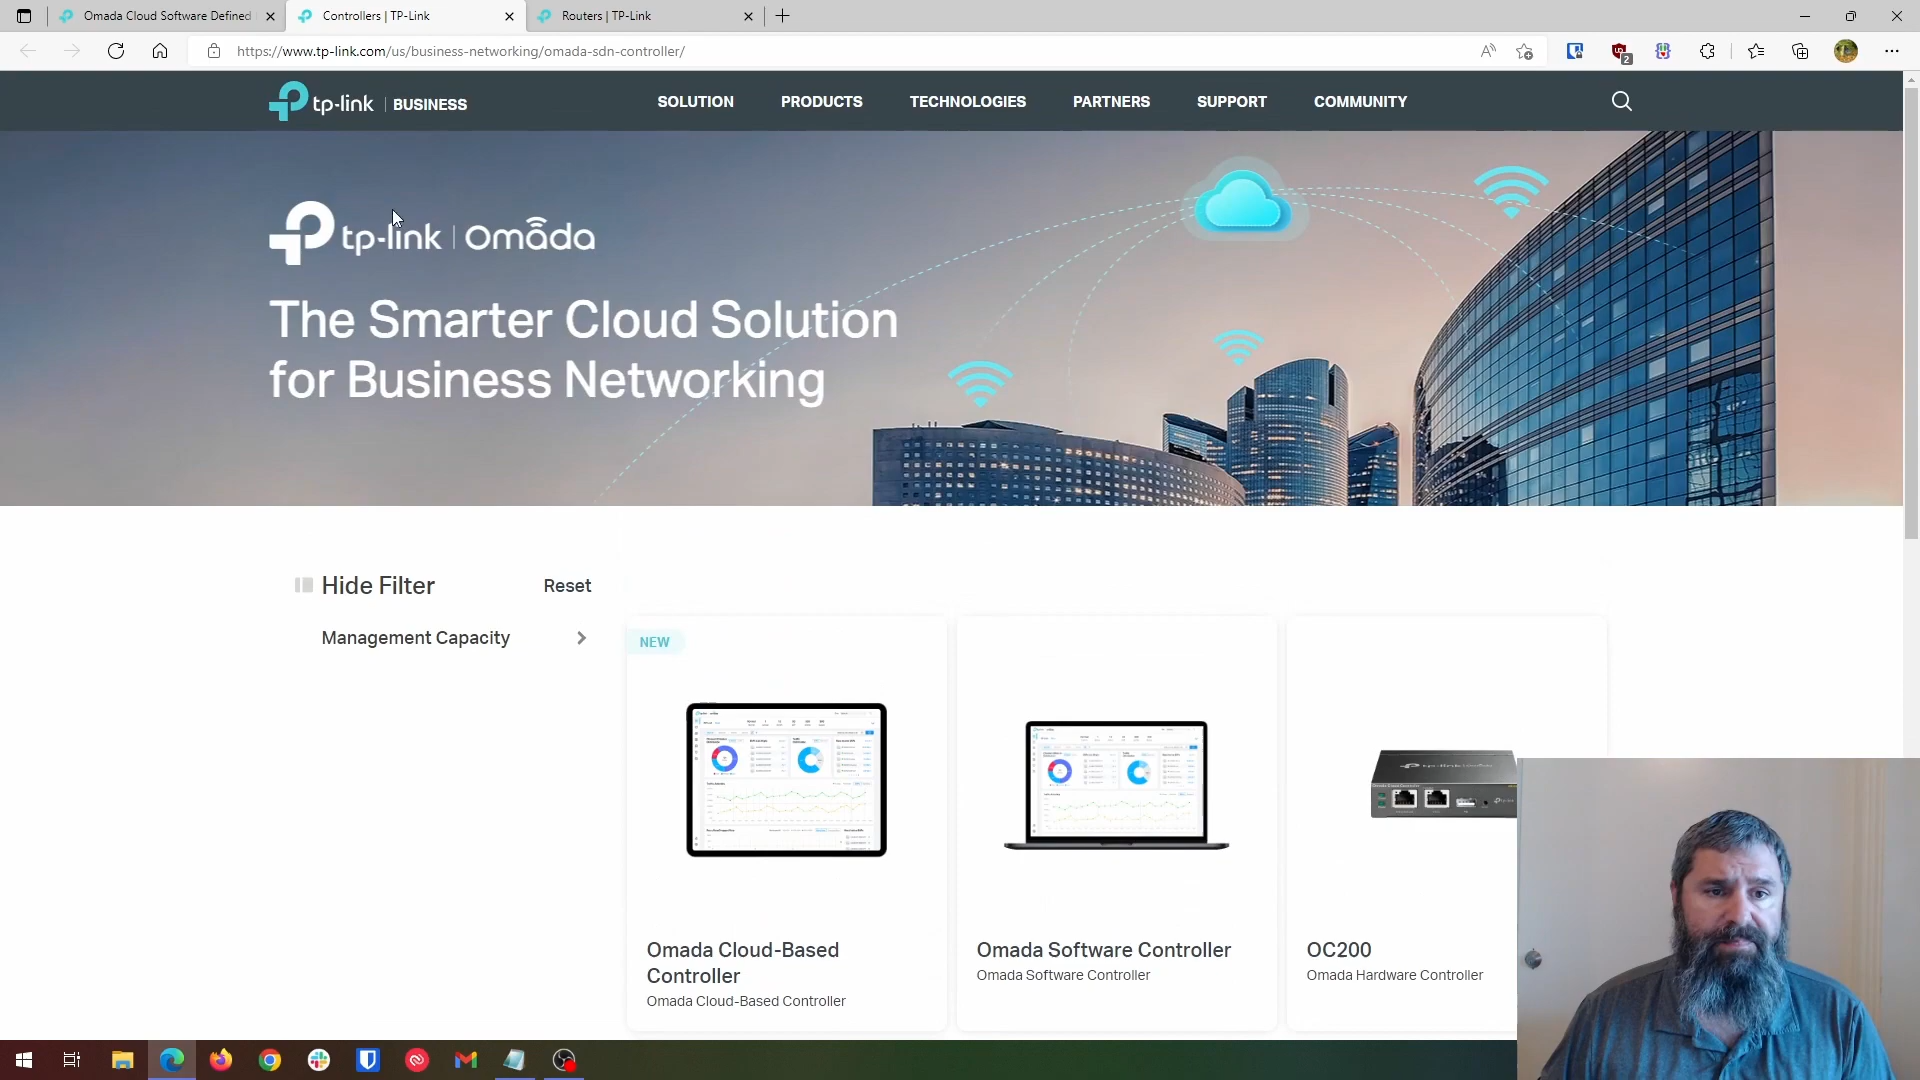 Omada Cloud Software Defined
Controllers | TP-Link
Routers | TP-Link
https://www.tp-link.com/us/business-networking/omada-sdn-controller/
2
tp-link | BUSINESS
SOLUTION
PRODUCTS
TECHNOLOGIES
PARTNERS
SUPPORT
COMMUNITY
tp-link | Omada
The Smarter Cloud Solution
for Business Networking
Hide Filter
Reset
Management Capacity
NEW
tp-link
Omada Cloud-Based
Controller
Omada Cloud-Based Controller
Omada Software Controller
Omada Software Controller
OC200
Omada Hardware Controller